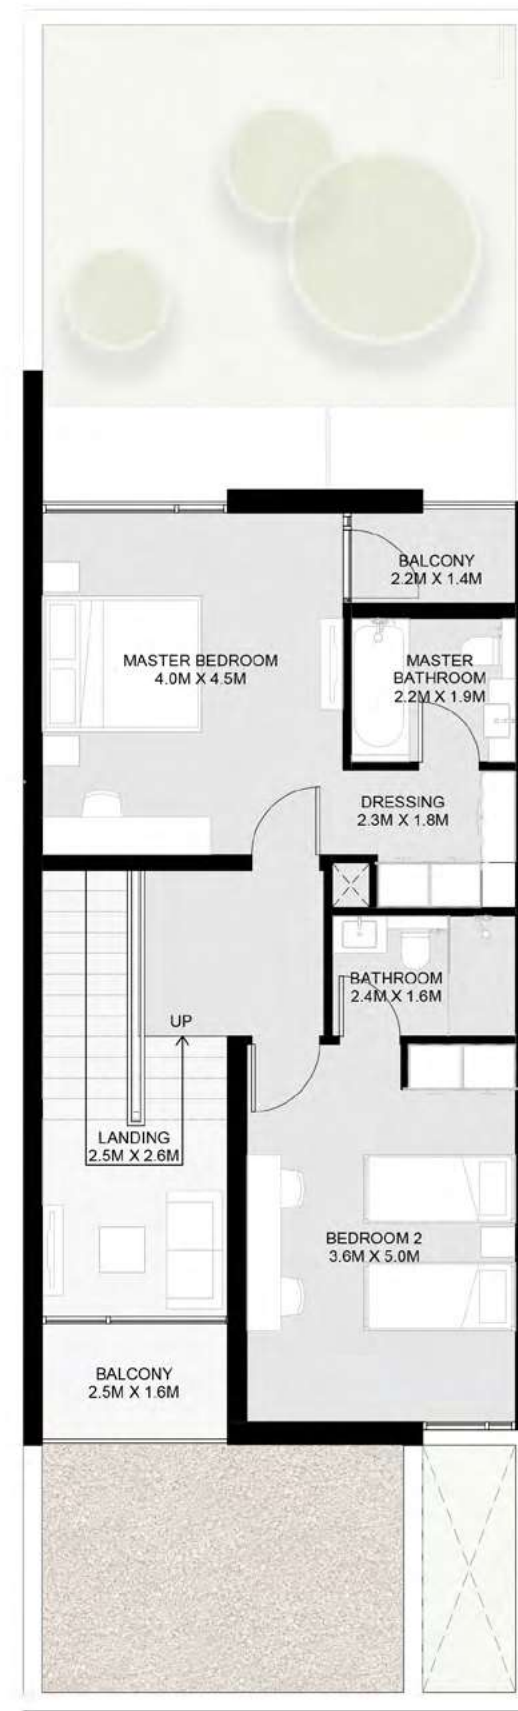 BALCONY
2.2M X 1.4M
MASTER BEDROOM
4.0M X 4.5M
MASTER
BATHROOM
2.2M X 1.9M
DRESSING
2.3M X 1.8M
BATHROOM
2.4M X 1.6M
UP
LANDING
2.5M X 2.6M
BEDROOM 2
3.6M X 5.0M
BALCONY
2.5M X 1.6M